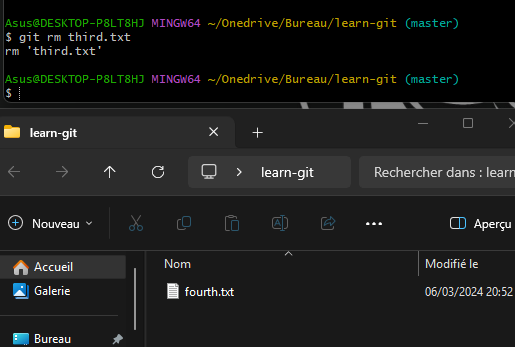 Asus@DESKTOP-P8LT8HJ MINGW64 ~/Onedrive/Bureau/learn-git (master)
$ git rm third.txt
rm 'third.txt'
Asus@DESKTOP-P8LT8HJ MINGW64 ~/Onedrive/Bureau/learn-git (master)
$
learn-git
learn-git Rechercher dans : learn
Nouveau Aperçu
Accueil Nom Modifié le
Galerie fourth.txt 06/03/2024 20:52
Bureau